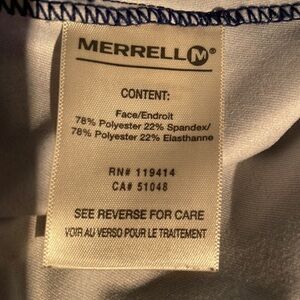 MERRELL M®
CONTENT:
Face/Endroit
78% Polyester 22% Spandex/
78% Polyester 22% Elasthanne
RN# 119414
CA# 51048
SEE REVERSE FOR CARE
VOIR AU VERSO POUR LE TRAITEMENT